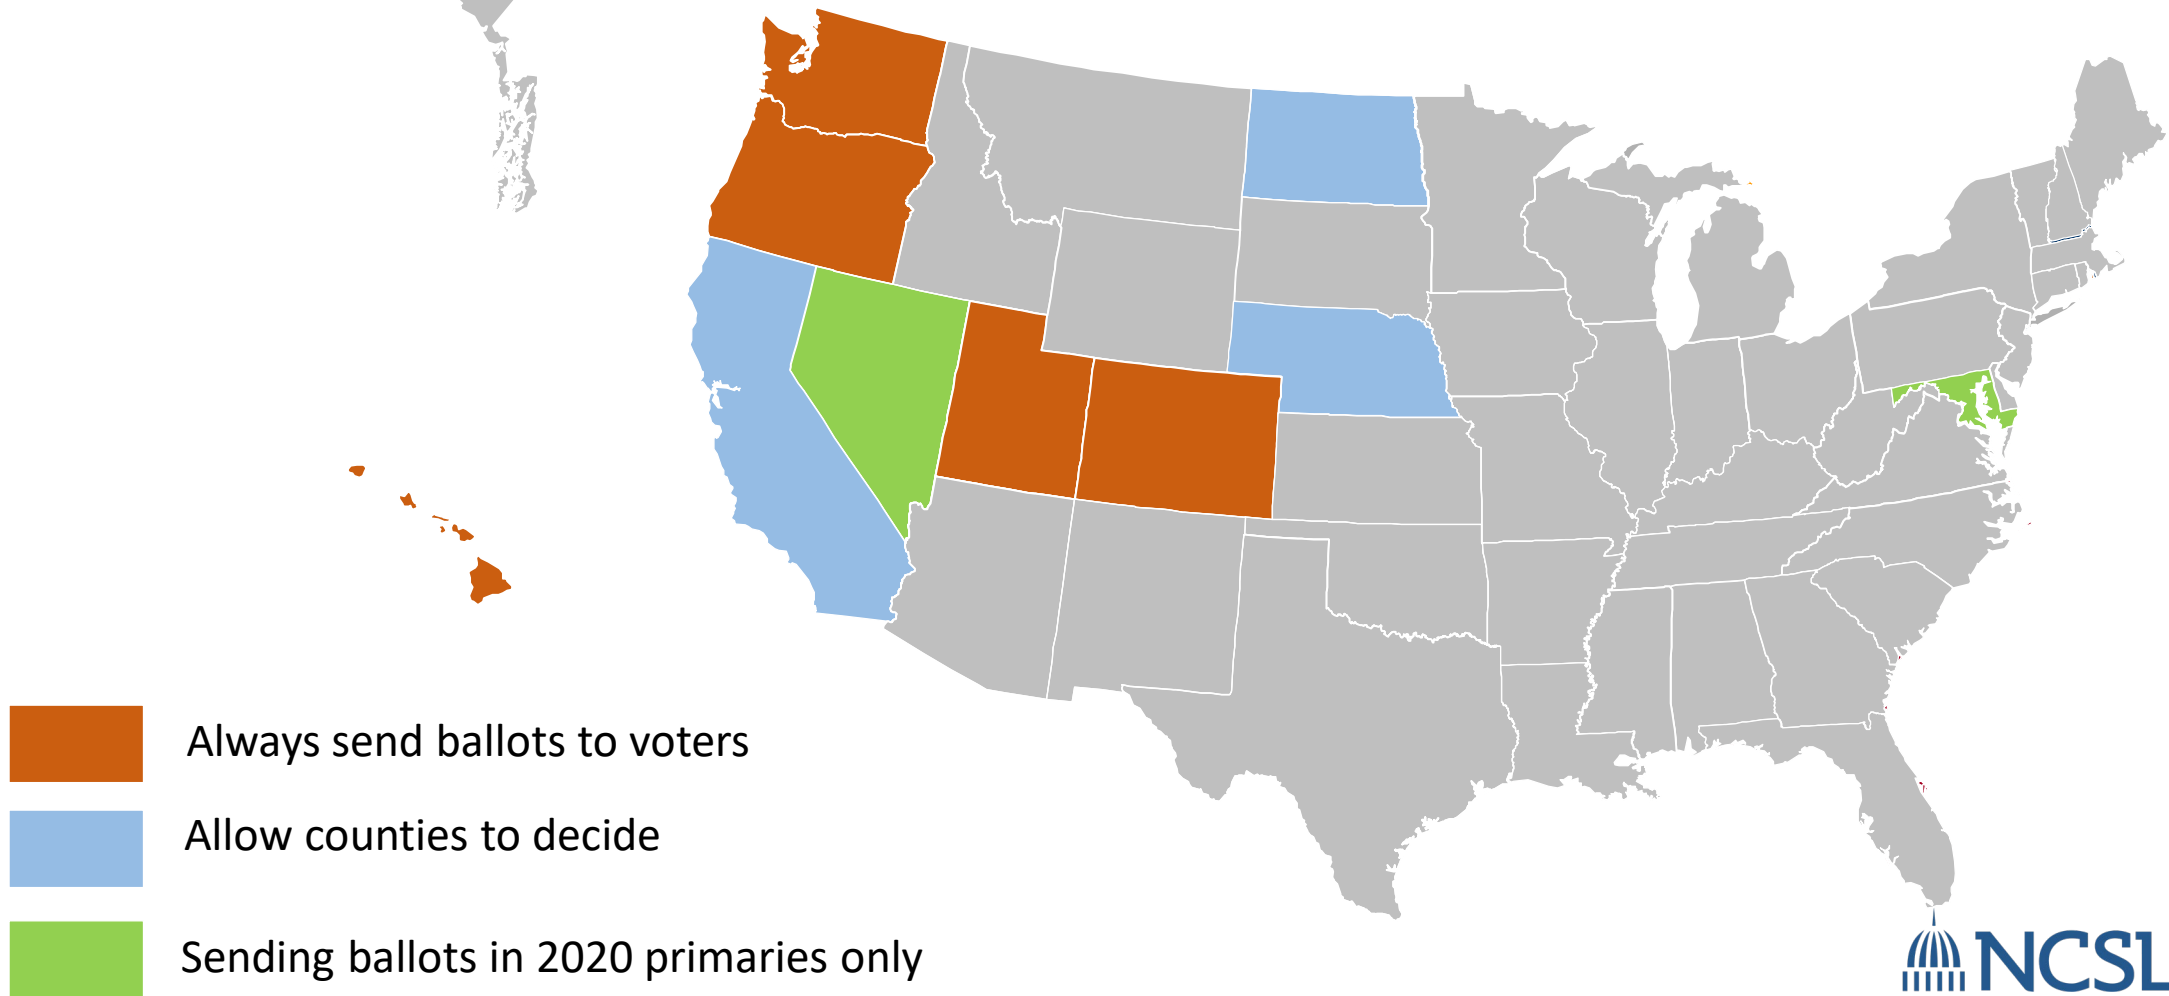 Always send ballots to voters
Allow counties to decide
Sending ballots in 2020 primaries only
NCSL